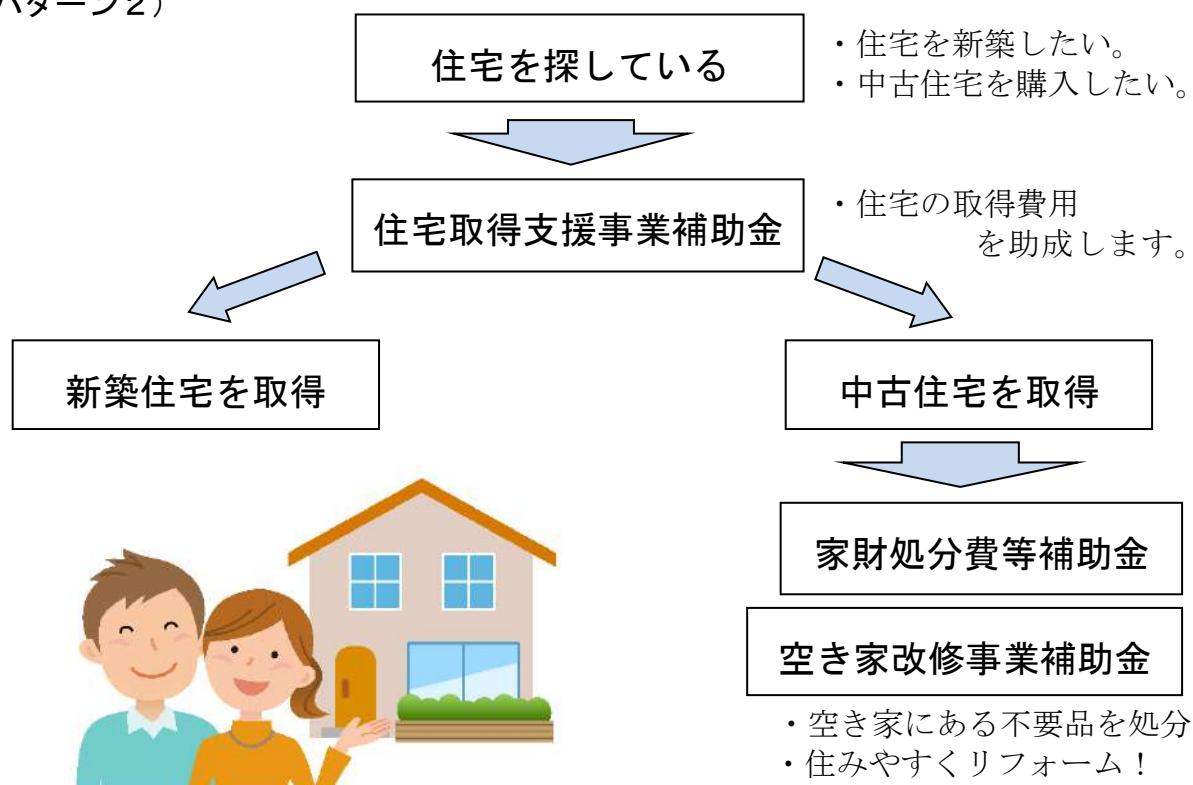 パターン２）
住宅を探している
・住宅を新築したい。
・中古住宅を購入したい。
住宅取得支援事業補助金
・住宅の取得費用
を助成します。
新築住宅を取得
中古住宅を取得
家財処分費等補助金
空き家改修事業補助金
・空き家にある不要品を処分
・住みやすくリフォーム！